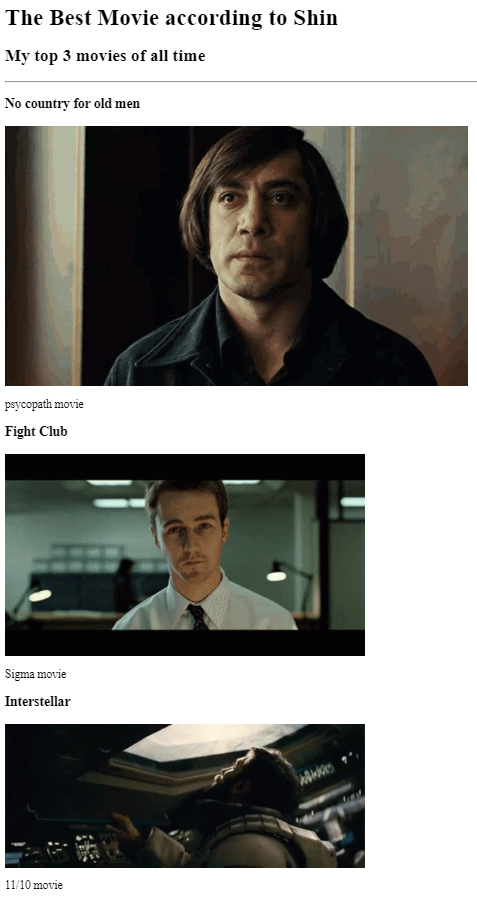 The Best Movie according to Shin
My top 3 movies of all time
No country for old men
psycopath movie
Fight Club
Sigma movie
Interstellar
11/10 movie